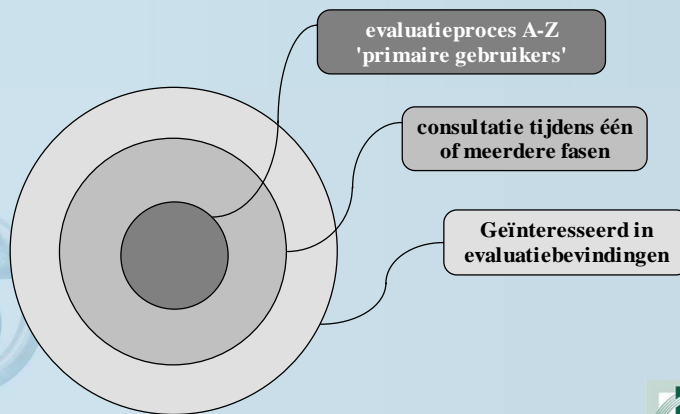 evaluatieproces A-Z
'primaire gebruikers'
consultatie tijdens één
of meerdere fasen
Geïnteresseerd in
evaluatiebevindingen